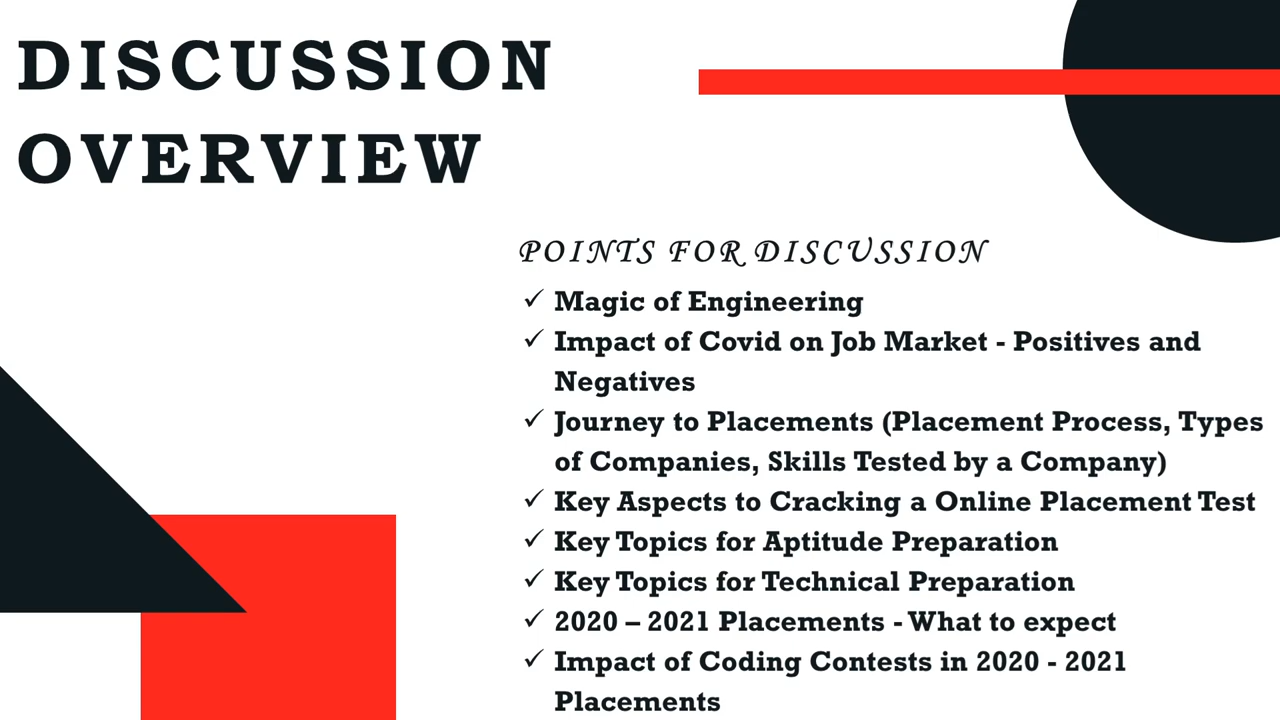 DISCUSSION
OVERVIEW
POINTS FOR DISCUSSION
✓ Magic of Engineering
✓ Impact of Covid on Job Market - Positives and
Negatives
✓ Journey to Placements (Placement Process, Types
of Companies, Skills Tested by a Company)
✓ Key Aspects to Cracking a Online Placement Test
✓ Key Topics for Aptitude Preparation
✓ Key Topics for Technical Preparation
✓ 2020 – 2021 Placements - What to expect
✓ Impact of Coding Contests in 2020 - 2021
Placements